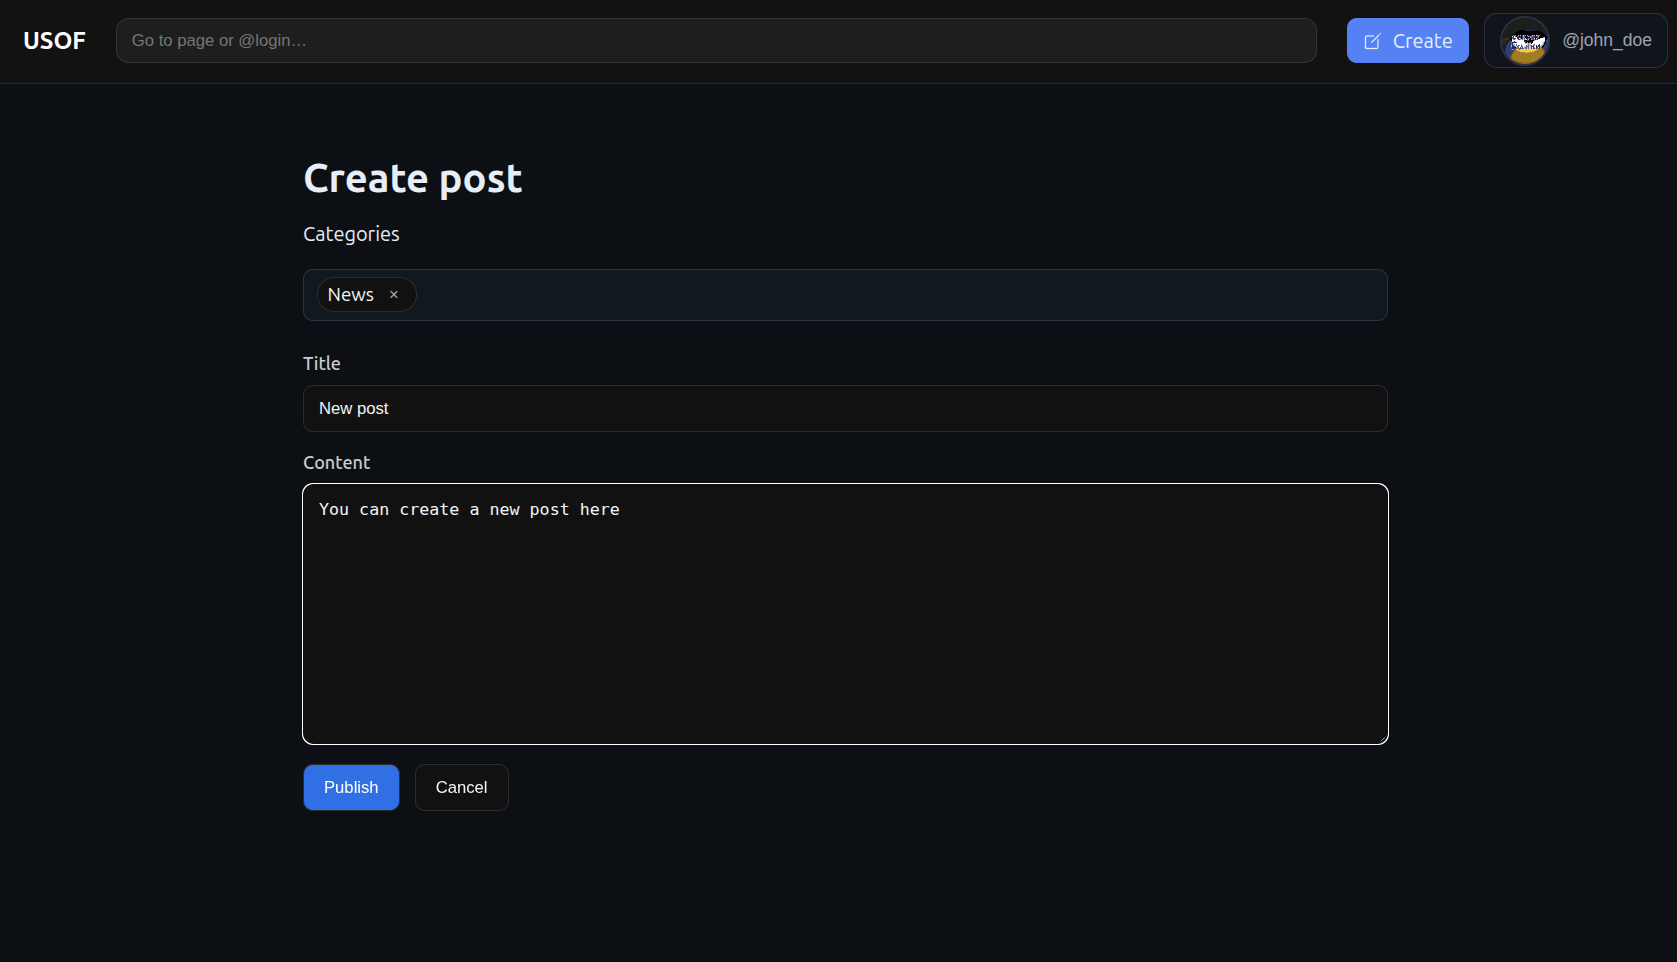 USOF
Go to page or @login…
Create
@john_doe
Create post
Categories
News ×
Title
New post
Content
You can create a new post here
Publish
Cancel